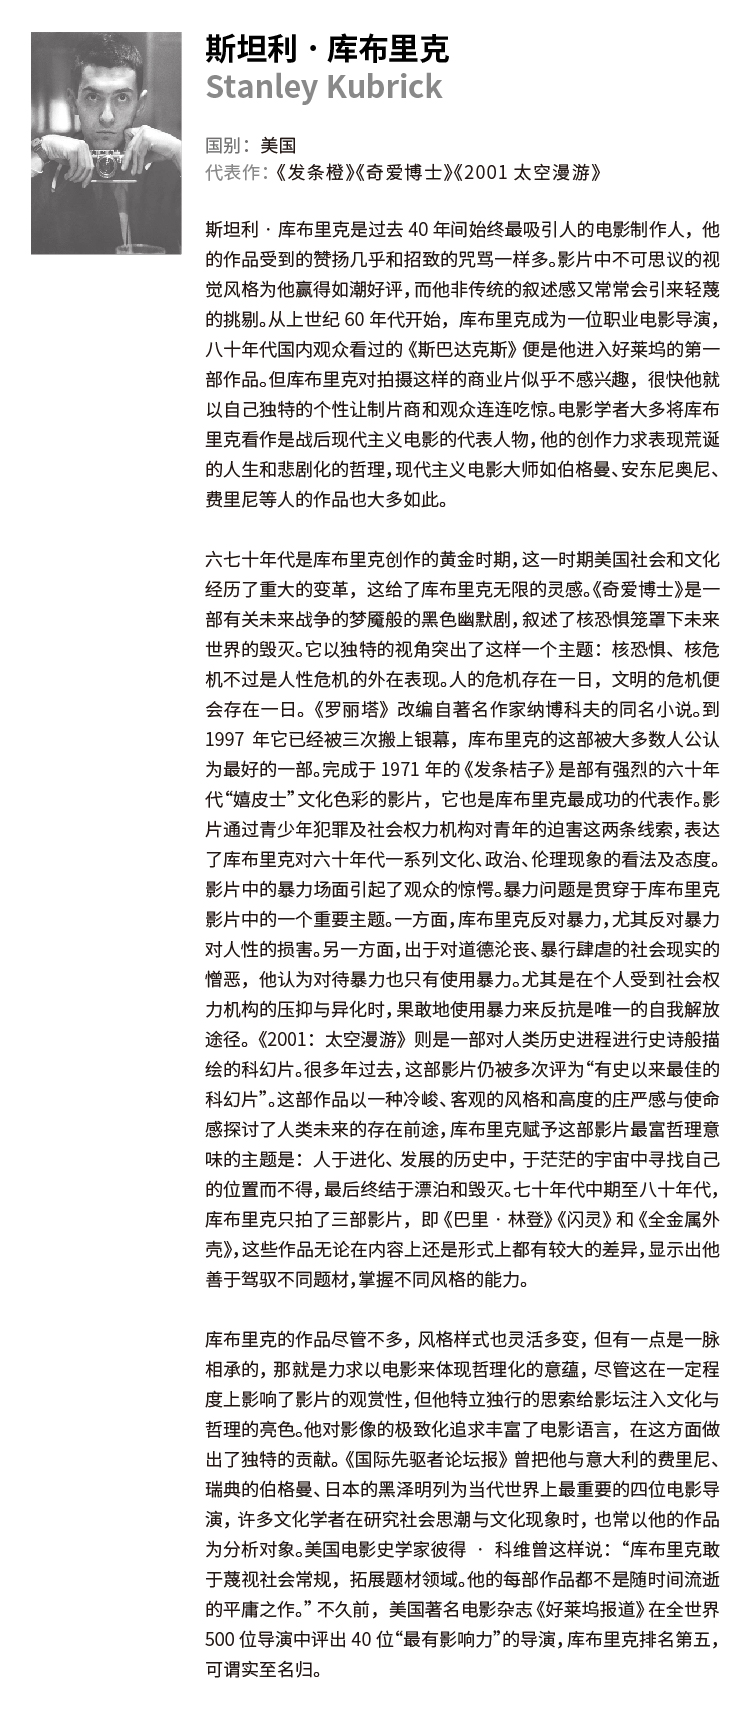 斯坦利·库布里克
Stanley Kubrick
国别：美国
代表作：《发条橙》《奇爱博士》《2001 太空漫游》
斯坦利 · 库布里克是过去 40 年间始终最吸引人的电影制作人，他
的作品受到的赞扬几乎和招致的咒骂一样多。影片中不可思议的视
觉风格为他赢得如潮好评，而他非传统的叙述感又常常会引来轻蔑
的挑剔。从上世纪 60 年代开始，库布里克成为一位职业电影导演，
八十年代国内观众看过的《斯巴达克斯》便是他进入好莱坞的第一
部作品。但库布里克对拍摄这样的商业片似乎不感兴趣，很快他就
以自己独特的个性让制片商和观众连连吃惊。电影学者大多将库布
里克看作是战后现代主义电影的代表人物，他的创作力求表现荒诞
的人生和悲剧化的哲理，现代主义电影大师如伯格曼、安东尼奥尼、
费里尼等人的作品也大多如此。
六七十年代是库布里克创作的黄金时期，这一时期美国社会和文化
经历了重大的变革，这给了库布里克无限的灵感。《奇爱博士》是一
部有关未来战争的梦魇般的黑色幽默剧，叙述了核恐惧笼罩下未来
世界的毁灭。它以独特的视角突出了这样一个主题：核恐惧、核危
机不过是人性危机的外在表现。人的危机存在一日，文明的危机便
会存在一日。《罗丽塔》改编自著名作家纳博科夫的同名小说。到
1997 年它已经被三次搬上银幕，库布里克的这部被大多数人公认
为最好的一部。完成于 1971 年的《发条桔子》是部有强烈的六十年
代“嬉皮士”文化色彩的影片，它也是库布里克最成功的代表作。影
片通过青少年犯罪及社会权力机构对青年的迫害这两条线索，表达
了库布里克对六十年代一系列文化、政治、伦理现象的看法及态度。
影片中的暴力场面引起了观众的惊愕。暴力问题是贯穿于库布里克
影片中的一个重要主题。一方面，库布里克反对暴力，尤其反对暴力
对人性的损害。另一方面，出于对道德沦丧、暴行肆虐的社会现实的
憎恶，他认为对待暴力也只有使用暴力。尤其是在个人受到社会权
力机构的压抑与异化时，果敢地使用暴力来反抗是唯一的自我解放
途径。《2001：太空漫游》则是一部对人类历史进程进行史诗般描
绘的科幻片。很多年过去，这部影片仍被多次评为“有史以来最佳的
科幻片”。这部作品以一种冷峻、客观的风格和高度的庄严感与使命
感探讨了人类未来的存在前途，库布里克赋予这部影片最富哲理意
味的主题是：人于进化、发展的历史中，于茫茫的宇宙中寻找自己
的位置而不得，最后终结于漂泊和毁灭。七十年代中期至八十年代，
库布里克只拍了三部影片，即《巴里 · 林登》《闪灵》和《全金属外
壳》，这些作品无论在内容上还是形式上都有较大的差异，显示出他
善于驾驭不同题材，掌握不同风格的能力。
库布里克的作品尽管不多，风格样式也灵活多变，但有一点是一脉
相承的，那就是力求以电影来体现哲理化的意蕴，尽管这在一定程
度上影响了影片的观赏性，但他特立独行的思索给影坛注入文化与
哲理的亮色。他对影像的极致化追求丰富了电影语言，在这方面做
出了独特的贡献。《国际先驱者论坛报》曾把他与意大利的费里尼、
瑞典的伯格曼、日本的黑泽明列为当代世界上最重要的四位电影导
演，许多文化学者在研究社会思潮与文化现象时，也常以他的作品
为分析对象。美国电影史学家彼得 · 科维曾这样说：“库布里克敢
于蔑视社会常规，拓展题材领域。他的每部作品都不是随时间流逝
的平庸之作。”不久前，美国著名电影杂志《好莱坞报道》在全世界
500 位导演中评出 40 位“最有影响力”的导演，库布里克排名第五，
可谓实至名归。